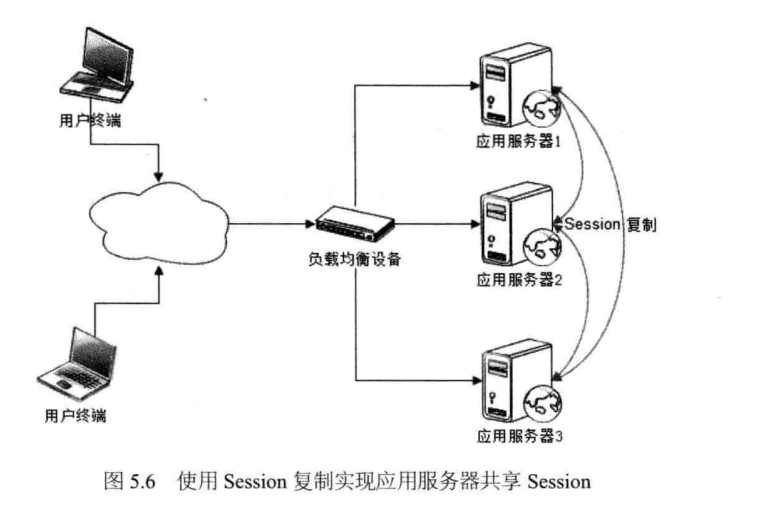 用户终端
应用服务器1
Session 复制
负载均衡设备
应用服务器2
用户终端
应用服务器3
图 5.6 使用 Session 复制实现应用服务器共享 Session